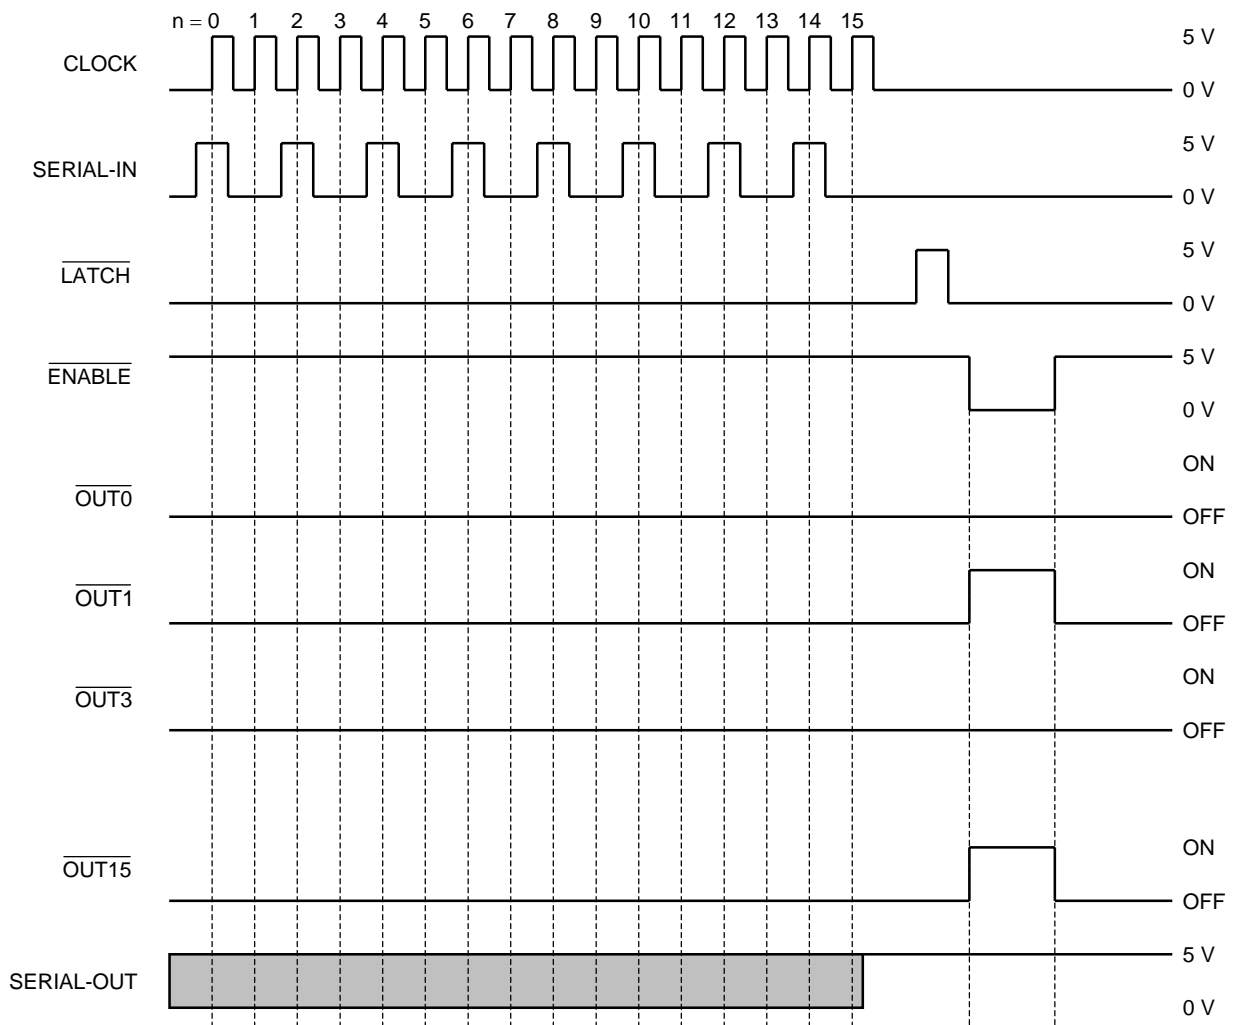 n = 0 1 2 3 4 5 6 7 8 9 10 11 12 13 14 15
5 V
CLOCK
0 V
5 V
SERIAL-IN
0 V
5 V
LATCH
0 V
5 V
ENABLE
0 V
ON
OUT0
OFF
ON
OUT1
OFF
ON
OUT3
OFF
ON
OUT15
OFF
5 V
SERIAL-OUT
0 V